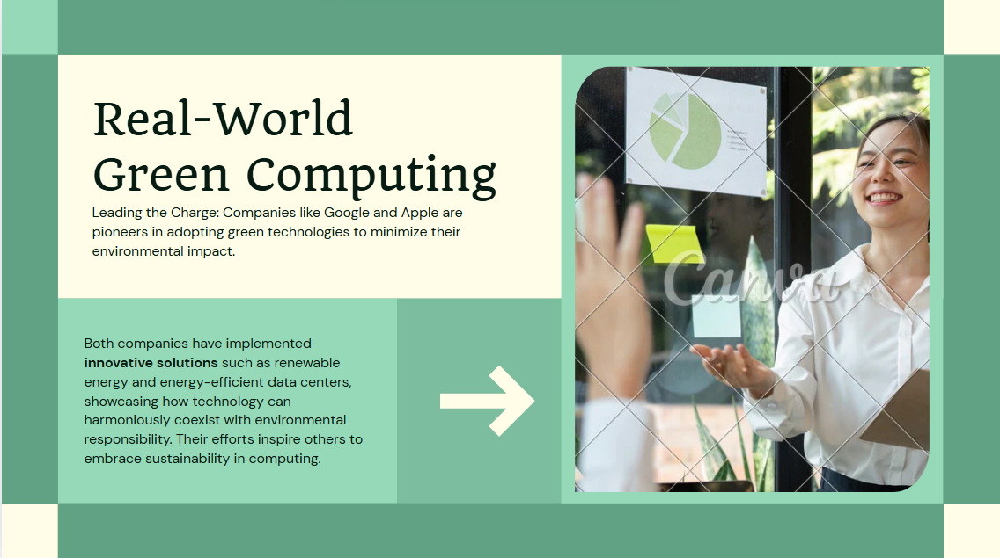 Real-World
Green Computing
Leading the Charge: Companies like Google and Apple are
pioneers in adopting green technologies to minimize their
environmental impact.
Both companies have implemented
innovative solutions such as renewable
energy and energy-efficient data centers,
showcasing how technology can
harmoniously coexist with environmental
responsibility. Their efforts inspire others to
embrace sustainability in computing.
Canva